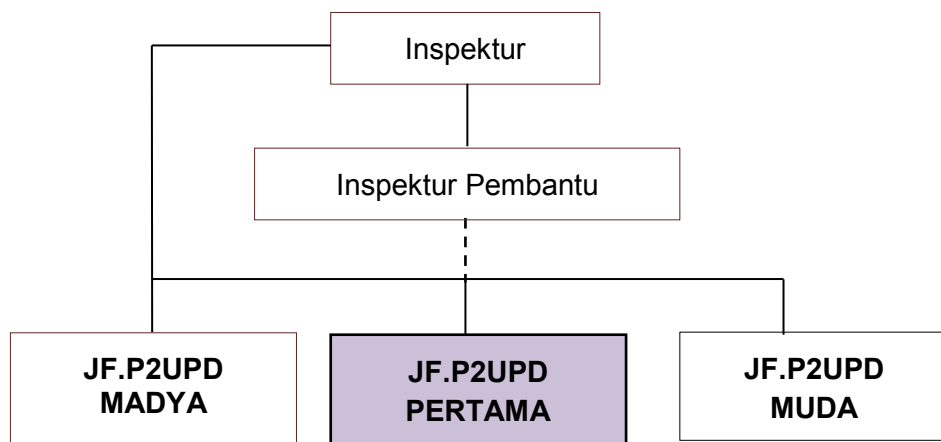 Inspektur
Inspektur Pembantu
JF.P2UPD
MADYA
JF.P2UPD
PERTAMA
JF.P2UPD
MUDA